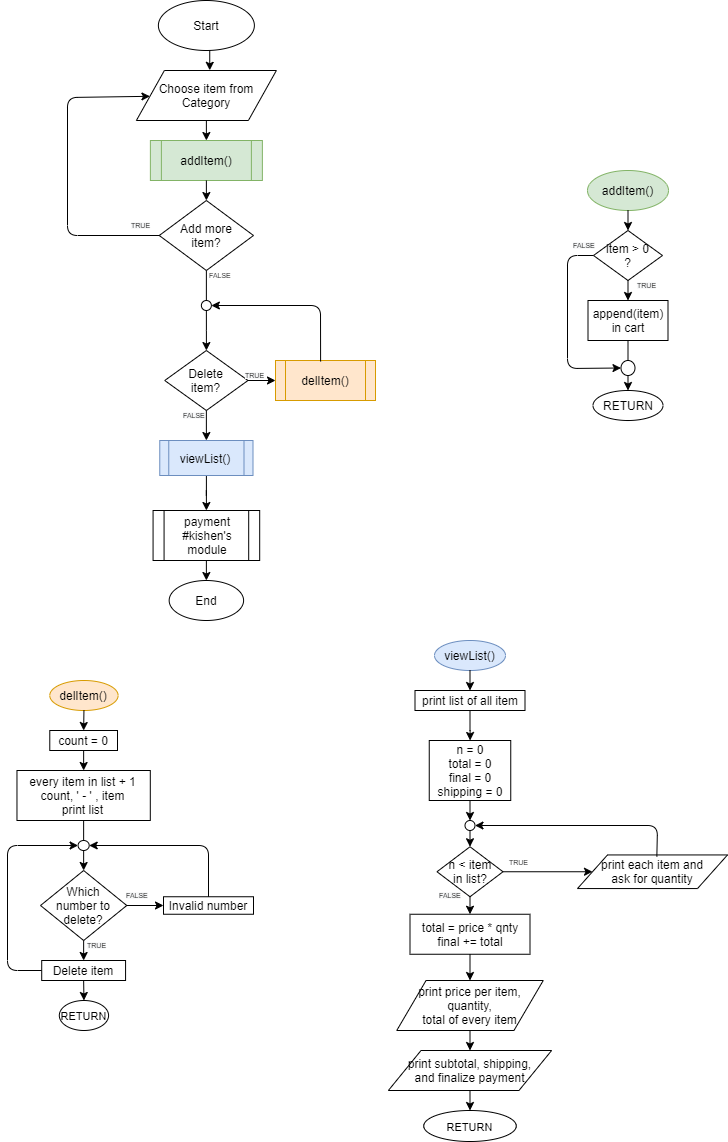 Start
Choose item from
Category
addItem()
TRUE
Add more
item?
FALSE
Delete
item?
TRUE
delItem()
FALSE
viewList()
payment
#kishen's
module
End
addItem()
FALSE
item > 0
?
TRUE
append(item)
in cart
RETURN
delItem()
count = 0
every item in list + 1
count, ' - ' , item
print list
Which
number to
delete?
FALSE
Invalid number
TRUE
Delete item
RETURN
viewList()
print list of all item
n = 0
total = 0
final = 0
shipping = 0
n < item
in list?
TRUE
print each item and
ask for quantity
FALSE
total = price * qnty
final += total
print price per item,
quantity,
total of every item
print subtotal, shipping,
and finalize payment
RETURN